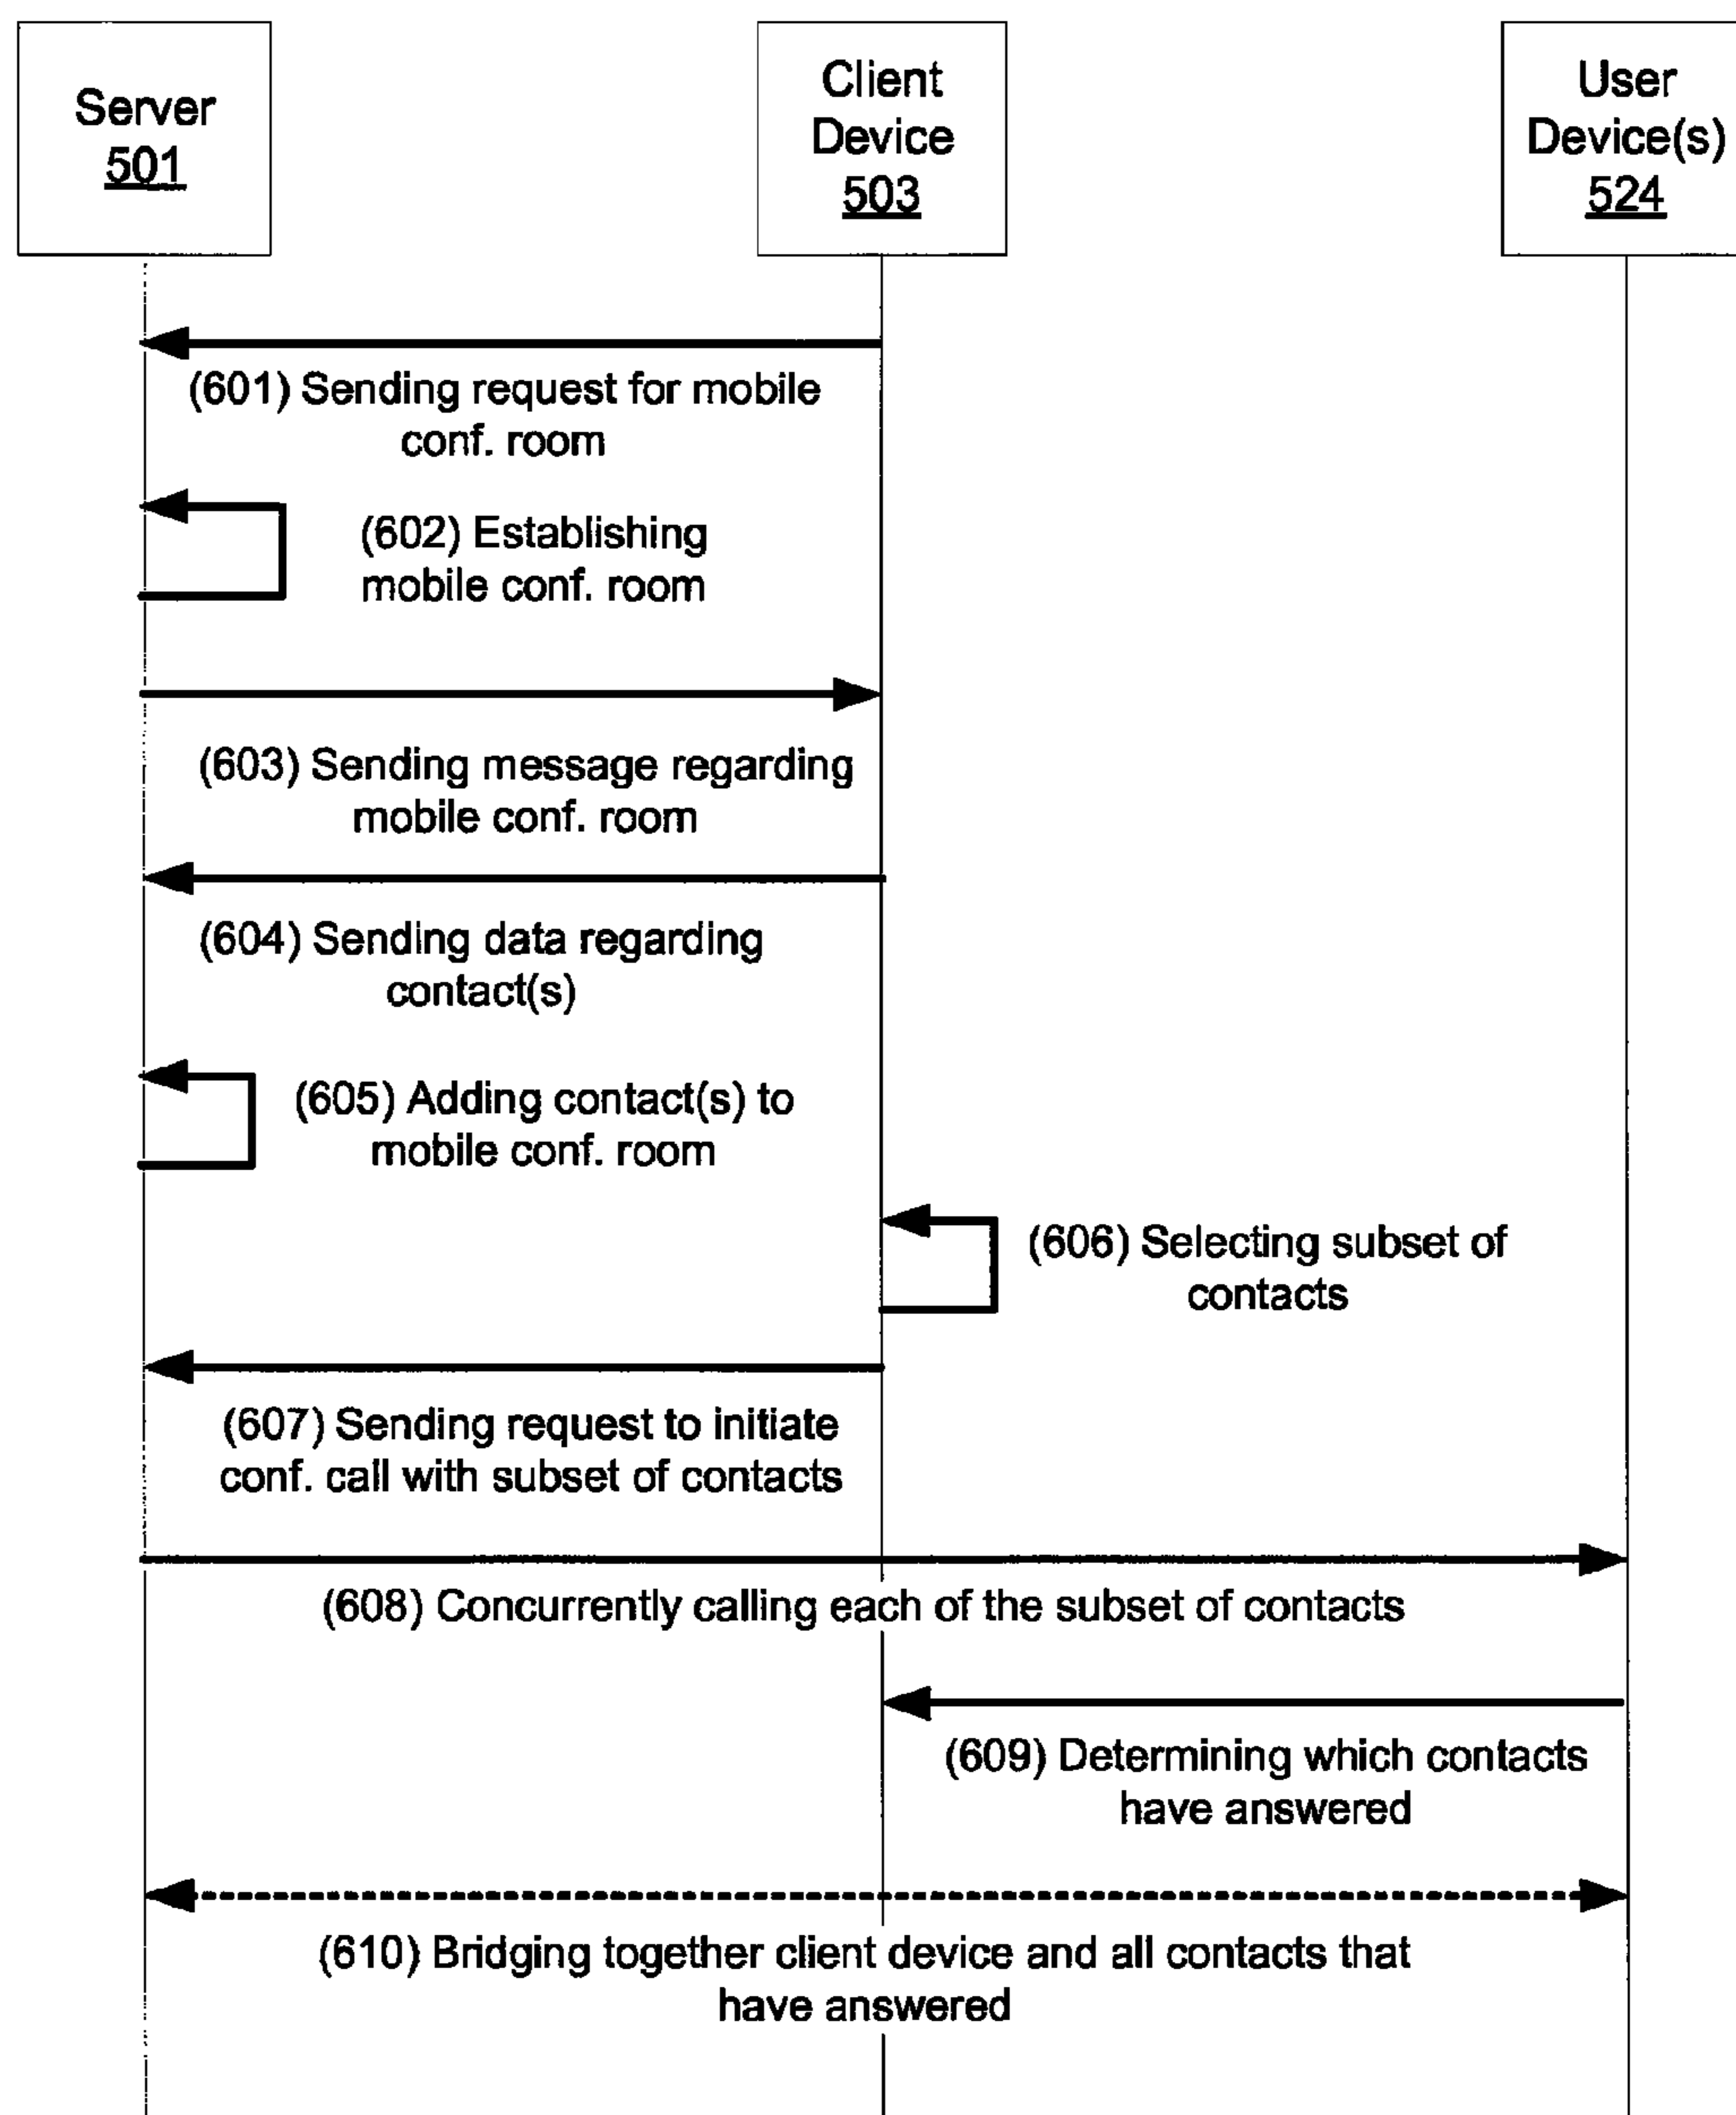 Server
501
Client
Device
503
User
Device(s)
524
(601) Sending request for mobile
conf. room
(602) Establishing
mobile conf. room
(603) Sending message regarding
mobile conf. room
(604) Sending data regarding
contact(s)
(605) Adding contact(s) to
mobile conf. room
(606) Selecting subset of
contacts
(607) Sending request to initiate
conf. call with subset of contacts
(608) Concurrently calling each of the subset of contacts
(609) Determining which contacts
have answered
(610) Bridging together client device and all contacts that
have answered